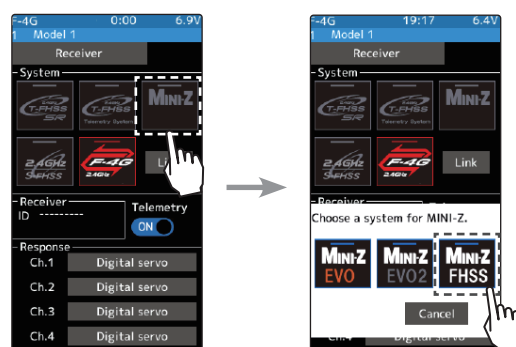 F-4G 0:00 6.9V
1 Model 1
Receiver
System
T-FHSS SR
T-FHSS Telemetry System
MINI-Z
2.4GHz S-FHSS
F-4G 2.4GHz
Li
Receiver
ID ---------
Telemetry
ON
Response
Ch.1 Digital servo
Ch.2 Digital servo
Ch.3 Digital servo
Ch.4 Digital servo
F-4G 19:17 6.4V
1 Model 1
Receiver
System
T-FHSS SR
T-FHSS Telemetry System
MINI-Z
2.4GHz S-FHSS
F-4G 2.4GHz
Link
Receiver
Choose a system for MINI-Z.
MINI-Z EVO
MINI-Z EVO2
MINI-Z FHSS
Cancel
Ch.4 Digital servo